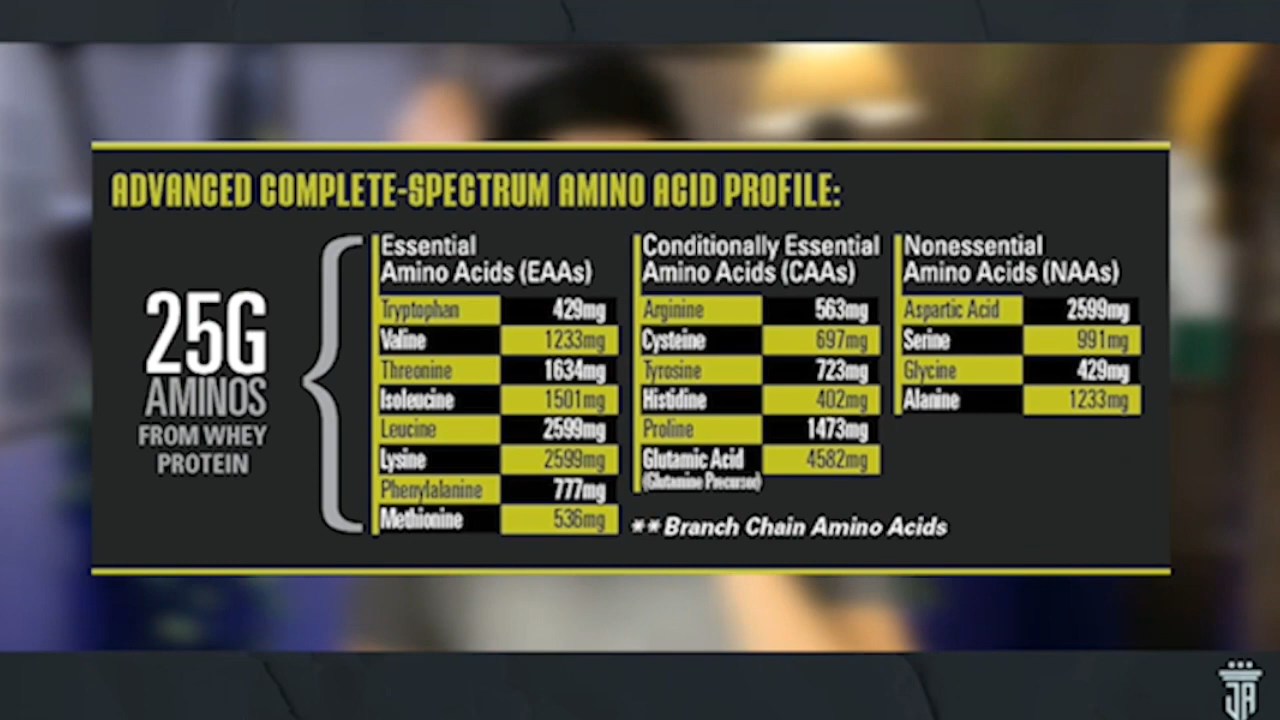 ADVANCED COMPLETE-SPECTRUM AMINO ACID PROFILE:
25G
AMINOS
FROM WHEY
PROTEIN
Essential
Amino Acids (EAAs)
Tryptophan 429mg
Valine 1233mg
Threonine 1634mg
Isoleucine 1501mg
Leucine 2599mg
Lysine 2599mg
Phenylalanine 777mg
Methionine 536mg
Conditionally Essential
Amino Acids (CAAs)
Arginine 563mg
Cysteine 697mg
Tyrosine 723mg
Histidine 402mg
Proline 1473mg
Glutamic Acid 4582mg
(Glutamine Precursor)
Nonessential
Amino Acids (NAAs)
Aspartic Acid 2599mg
Serine 991mg
Glycine 429mg
Alanine 1233mg
**Branch Chain Amino Acids
JA